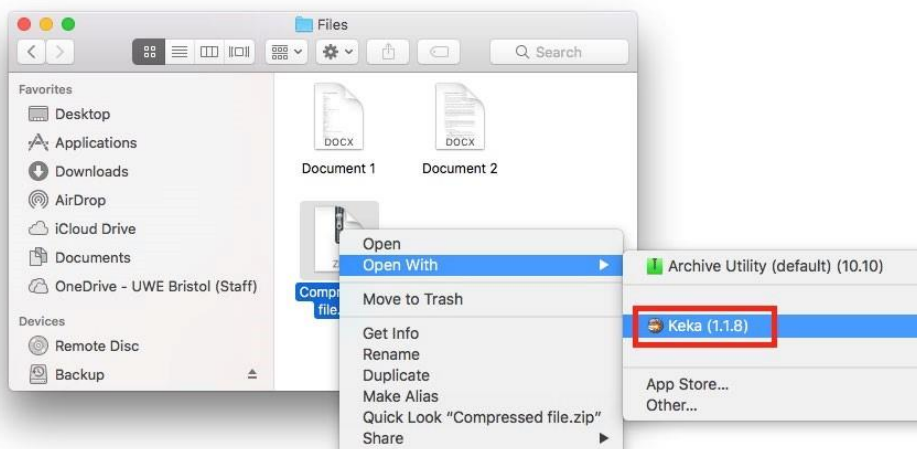 Files
Search
Favorites
Desktop
Applications
Downloads
AirDrop
iCloud Drive
Documents
OneDrive - UWE Bristol (Staff)
Devices
Remote Disc
Backup
DOCX
DOCX
Document 1
Document 2
Z
Compr
file.
Open
Open With
Move to Trash
Get Info
Rename
Duplicate
Make Alias
Quick Look “Compressed file.zip”
Share
Archive Utility (default) (10.10)
Keka (1.1.8)
App Store...
Other...